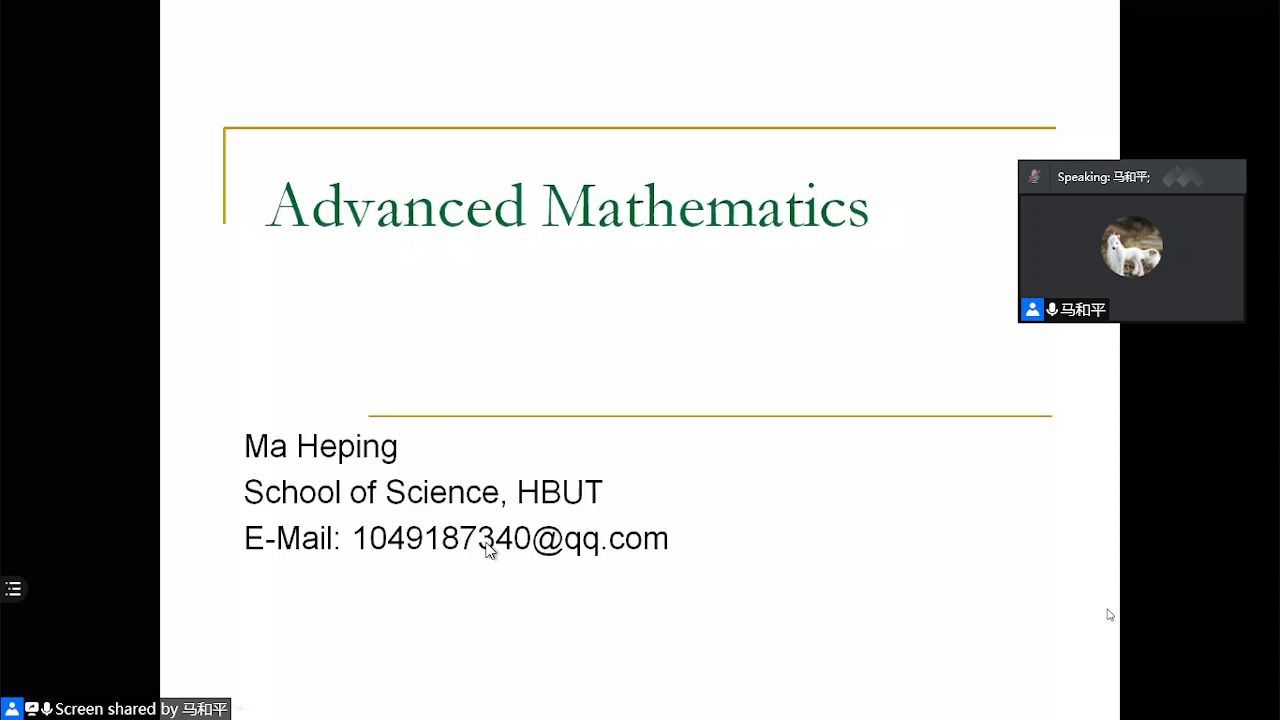 Advanced Mathematics
Speaking: 马和平;
马和平
Ma Heping
School of Science, HBUT
E-Mail: 1049187340@qq.com
Screen shared by 马和平